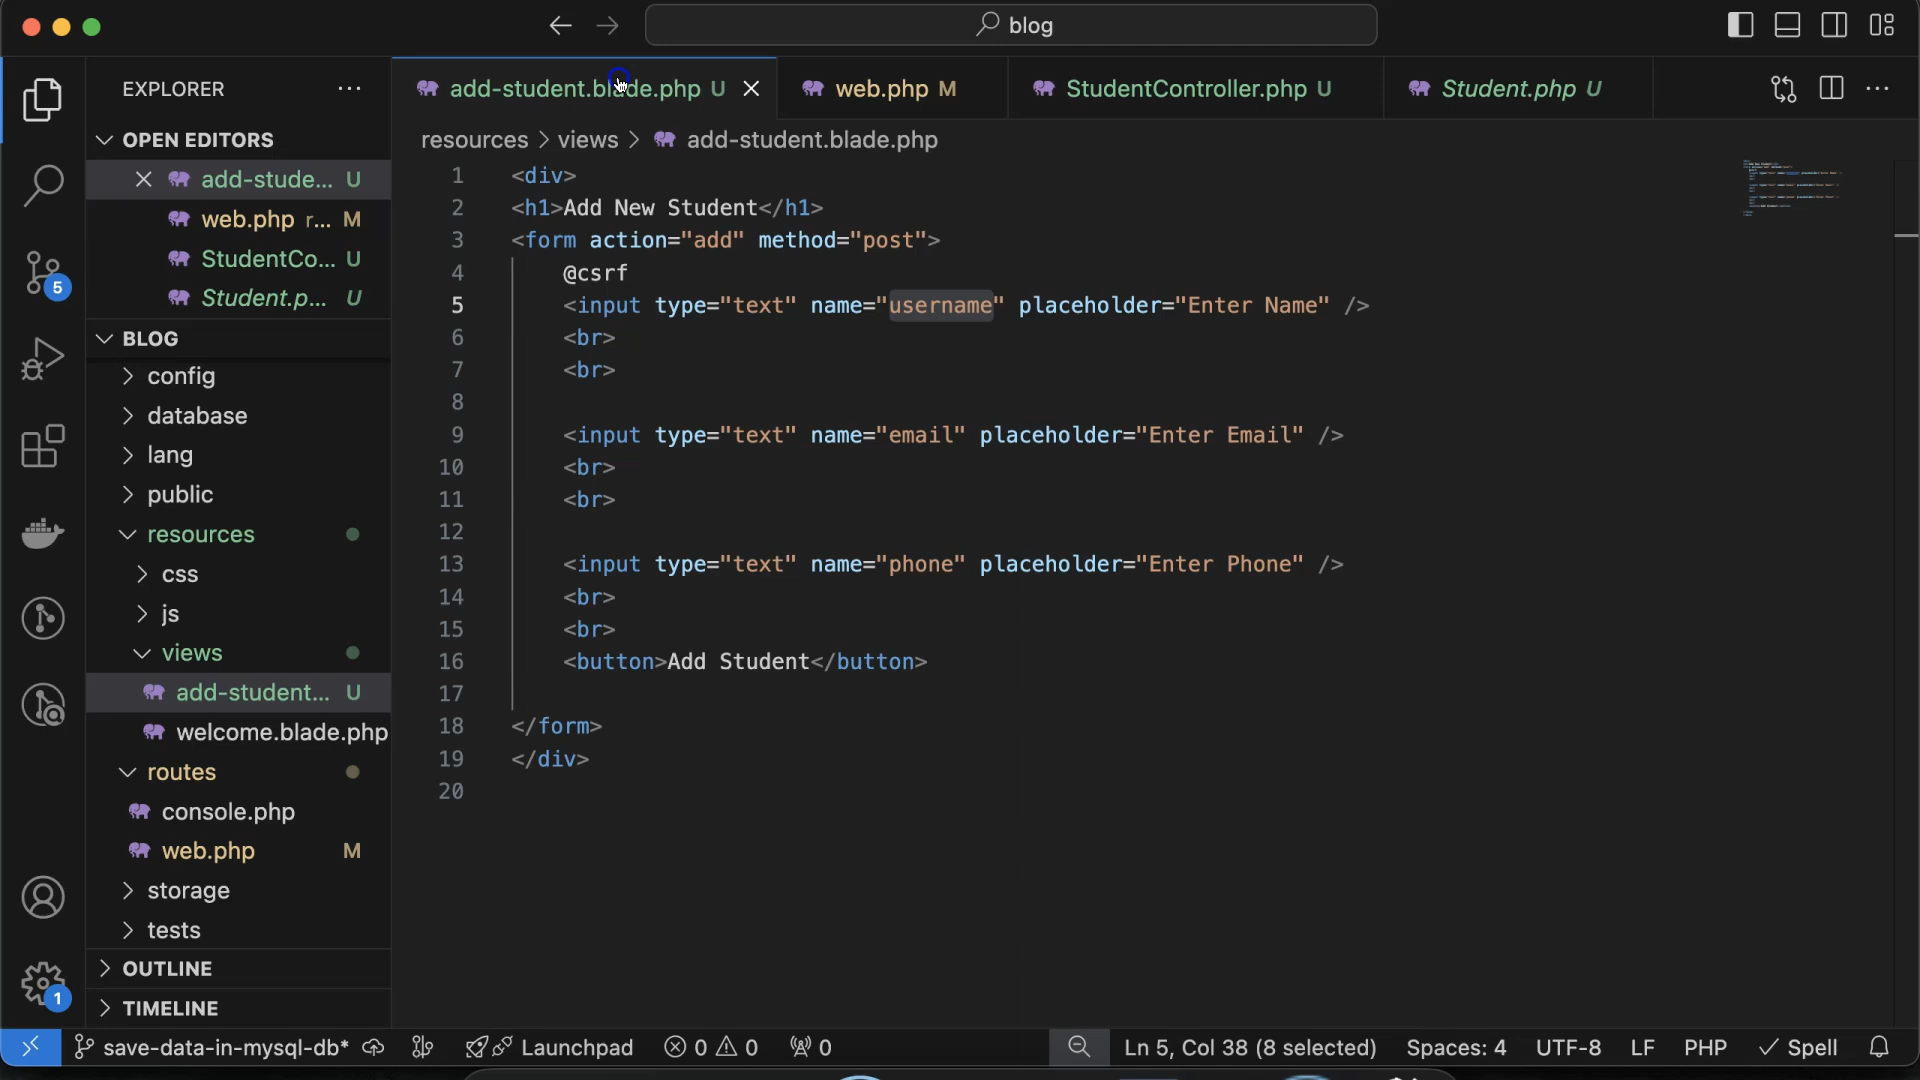 blog
EXPLORER
OPEN EDITORS
add-stude... U
web.php r... M
StudentCo... U
Student.p... U
BLOG
config
database
lang
public
resources
css
js
views
add-student... U
welcome.blade.php
routes
console.php
web.php M
storage
tests
OUTLINE
TIMELINE
5
1
add-student.blade.php U
web.php M
StudentController.php U
Student.php U
resources > views > add-student.blade.php
1 <div>
2 <h1>Add New Student</h1>
3 <form action="add" method="post">
4 @csrf
5 <input type="text" name="username" placeholder="Enter Name" />
6 <br>
7 <br>
8
9 <input type="text" name="email" placeholder="Enter Email" />
10 <br>
11 <br>
12
13 <input type="text" name="phone" placeholder="Enter Phone" />
14 <br>
15 <br>
16 <button>Add Student</button>
17
18 </form>
19 </div>
20
save-data-in-mysql-db* Launchpad 0 0 0 Ln 5, Col 38 (8 selected) Spaces: 4 UTF-8 LF PHP Spell